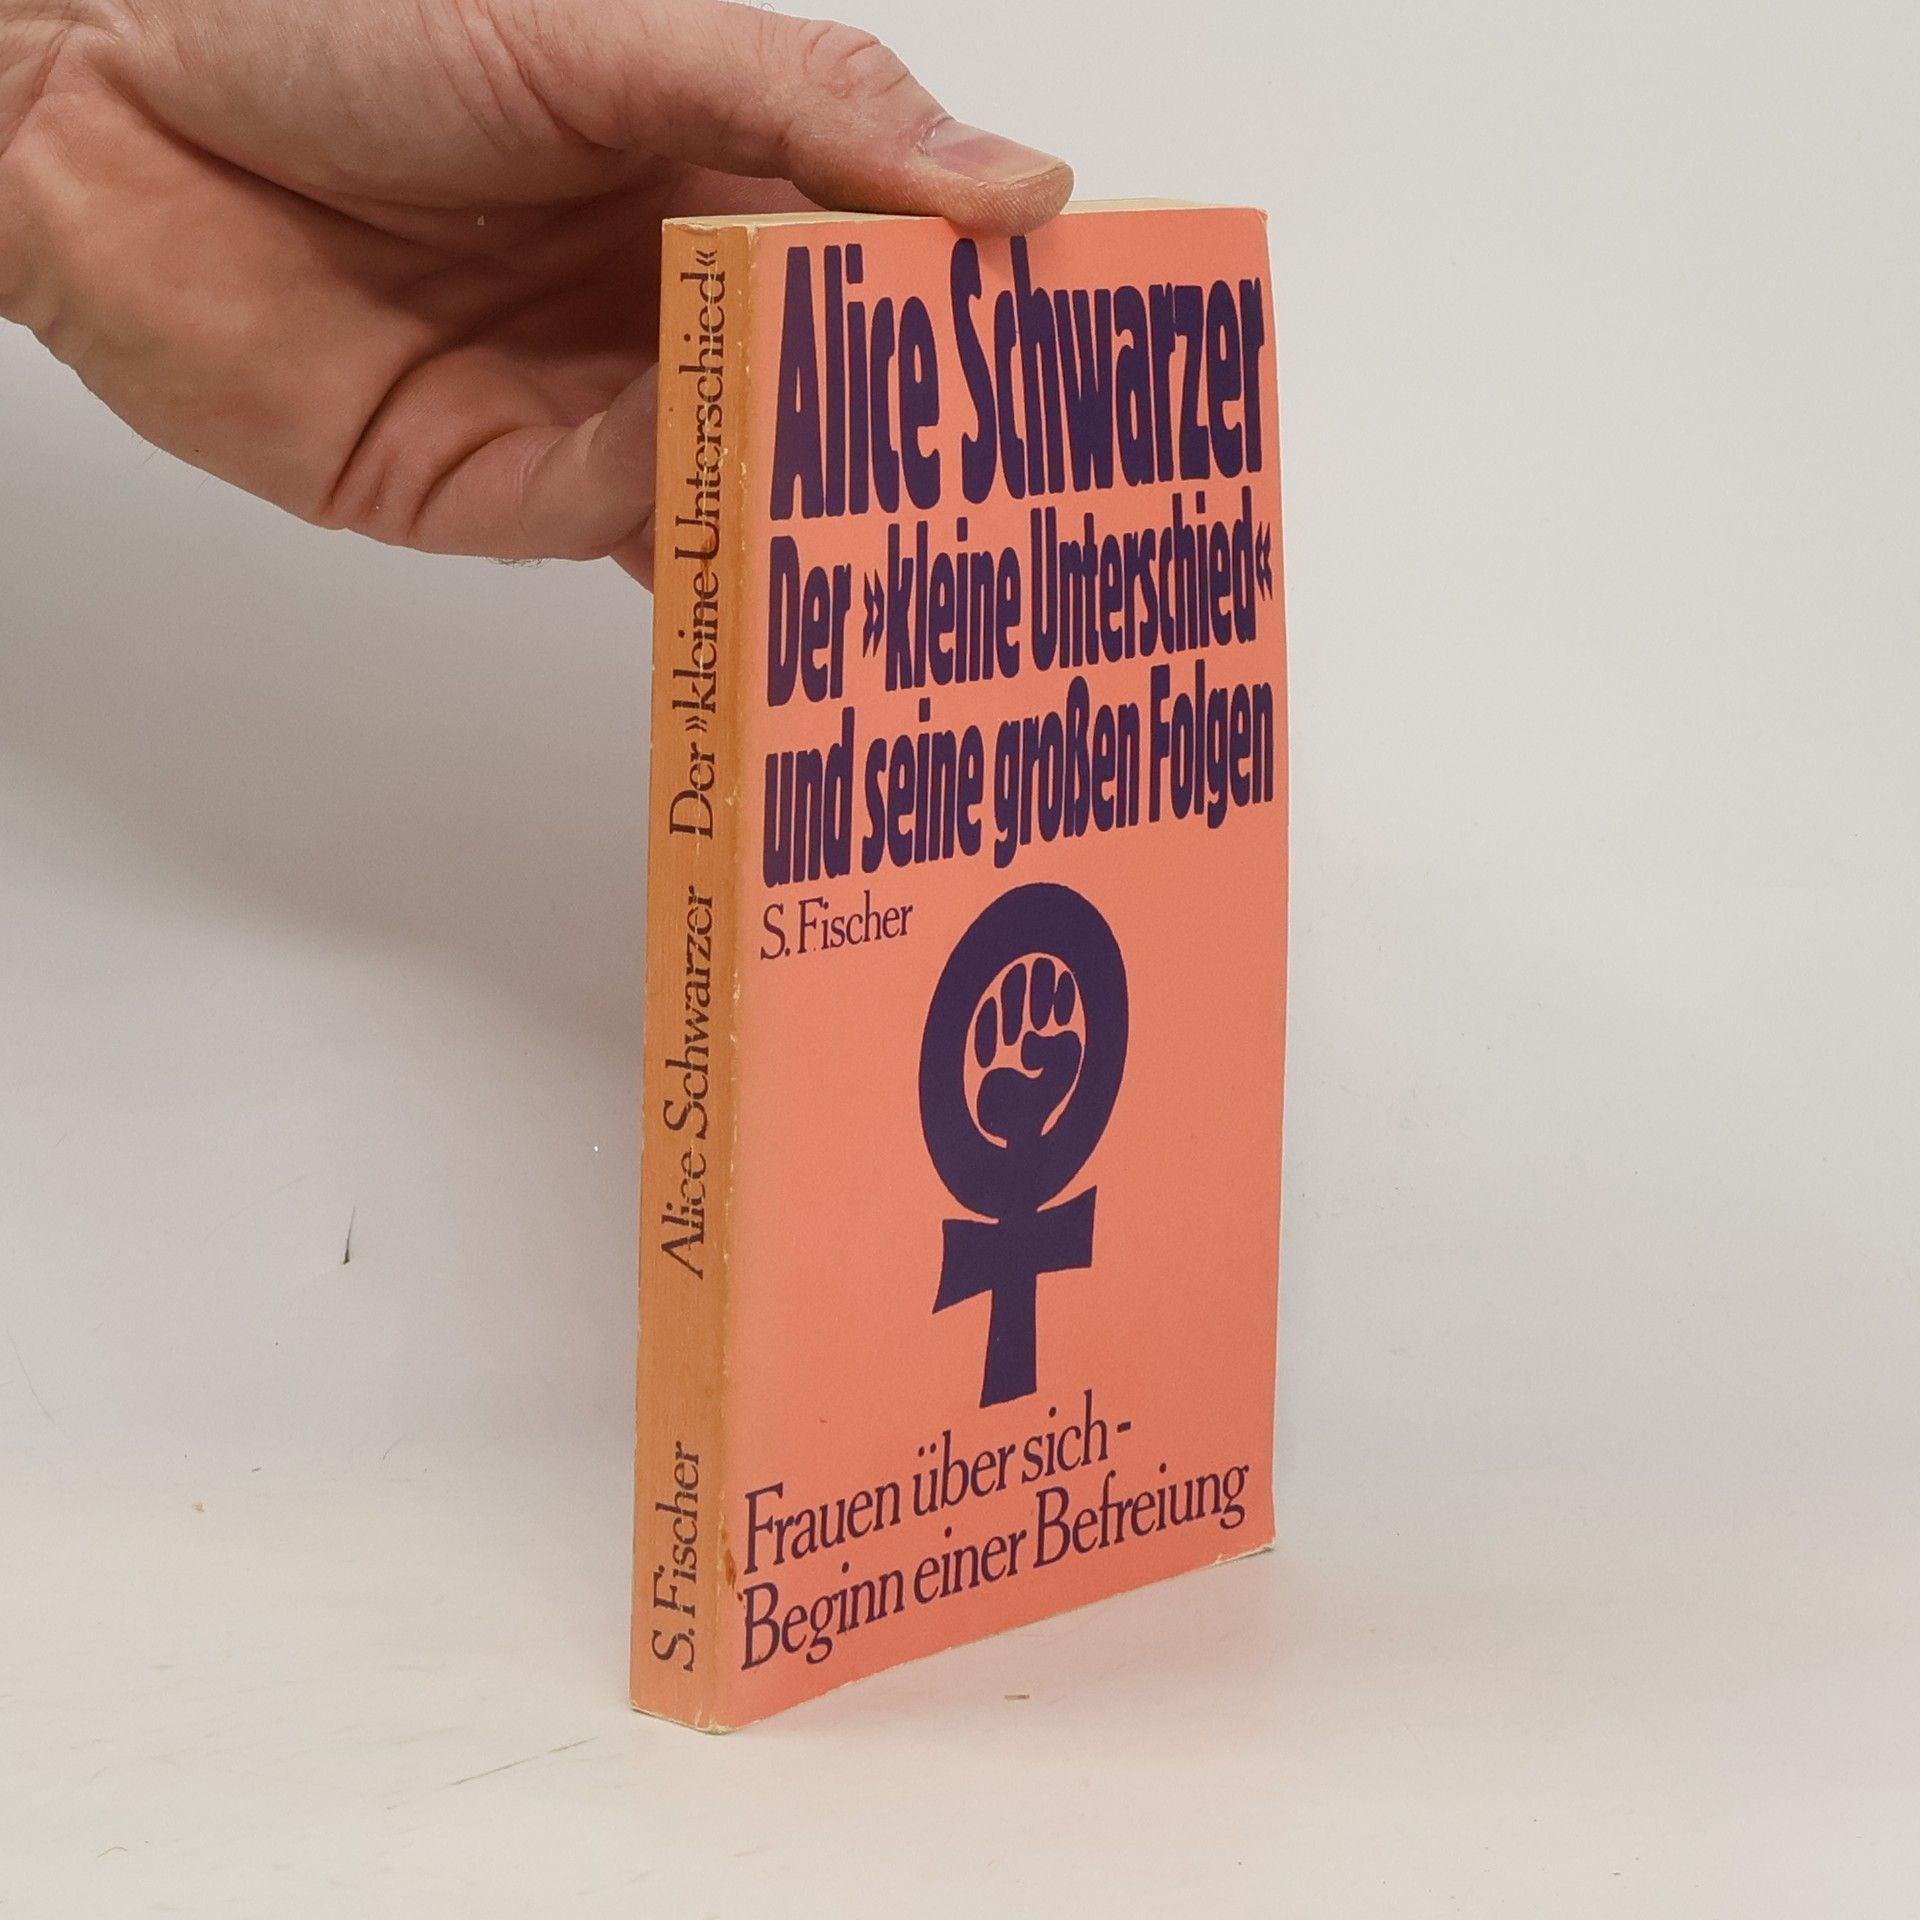 Alice Schwarzer
Der »kleine Unterschied«
und seine großen Folgen
S. Fischer
Frauen über sich -
Beginn einer Befreiung
S. Fischer Alice Schwarzer Der »kleine Unterschied«